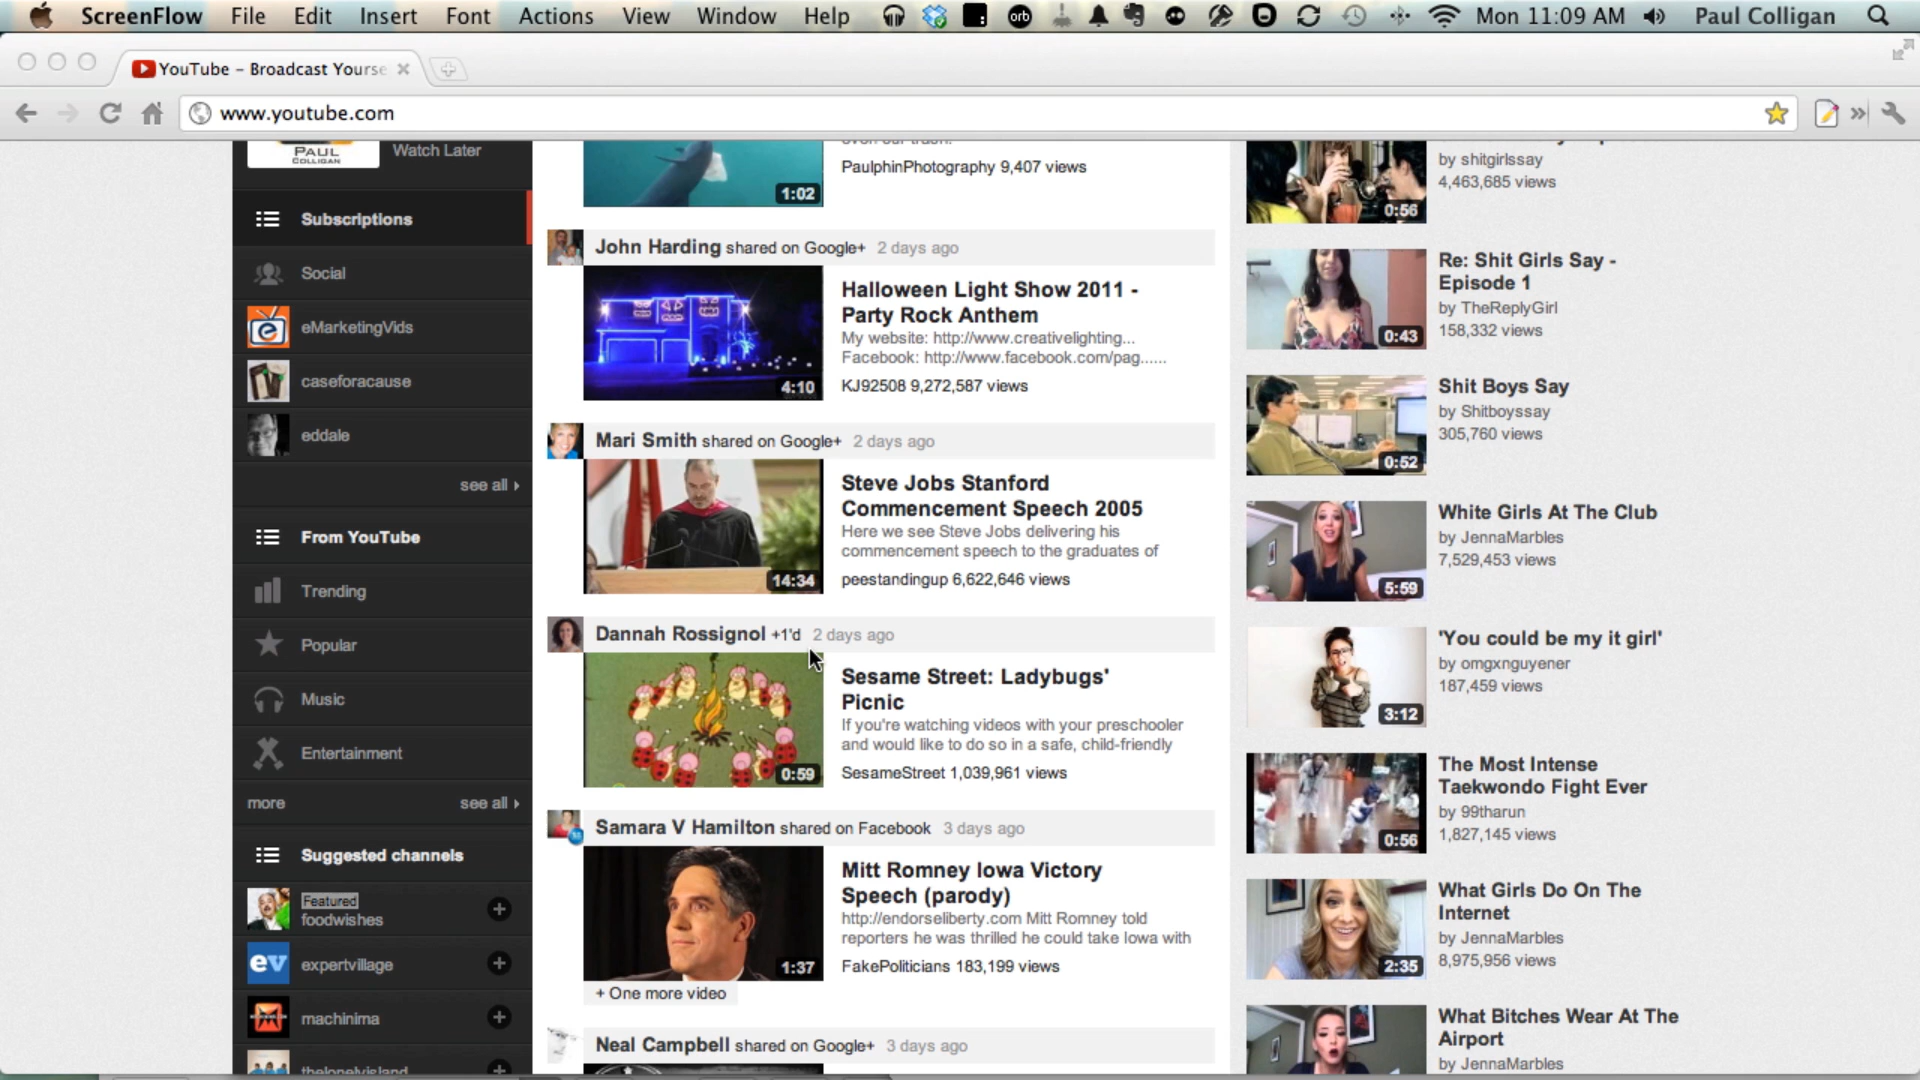 ScreenFlow File Edit Insert Font Actions View Window Help orb Mon 11:09 AM Paul Colligan
YouTube - Broadcast Yourse
www.youtube.com
PAUL
COLLIGAN
Watch Later
Subscriptions
Social
eMarketingVids
caseforacause
eddale
see all
From YouTube
Trending
Popular
Music
Entertainment
more see all
Suggested channels
Featured
foodwishes
ev expertvillage
machinima
thelonelyisland
1:02
PaulphinPhotography 9,407 views
John Harding shared on Google+ 2 days ago
4:10
Halloween Light Show 2011 -
Party Rock Anthem
My website: http://www.creativelighting...
Facebook: http://www.facebook.com/pag......
KJ92508 9,272,587 views
Mari Smith shared on Google+ 2 days ago
14:34
Steve Jobs Stanford
Commencement Speech 2005
Here we see Steve Jobs delivering his
commencement speech to the graduates of
peestandingup 6,622,646 views
Dannah Rossignol +1'd 2 days ago
0:59
Sesame Street: Ladybugs'
Picnic
If you're watching videos with your preschooler
and would like to do so in a safe, child-friendly
SesameStreet 1,039,961 views
Samara V Hamilton shared on Facebook 3 days ago
1:37
Mitt Romney Iowa Victory
Speech (parody)
http://endorseliberty.com Mitt Romney told
reporters he was thrilled he could take Iowa with
FakePoliticians 183,199 views
+ One more video
Neal Campbell shared on Google+ 3 days ago
0:56
by shitgirlssay
4,463,685 views
0:43
Re: Shit Girls Say -
Episode 1
by TheReplyGirl
158,332 views
0:52
Shit Boys Say
by Shitboyssay
305,760 views
5:59
White Girls At The Club
by JennaMarbles
7,529,453 views
3:12
'You could be my it girl'
by omgxnguyener
187,459 views
0:56
The Most Intense
Taekwondo Fight Ever
by 99tharun
1,827,145 views
2:35
What Girls Do On The
Internet
by JennaMarbles
8,975,956 views
What Bitches Wear At The
Airport
by JennaMarbles